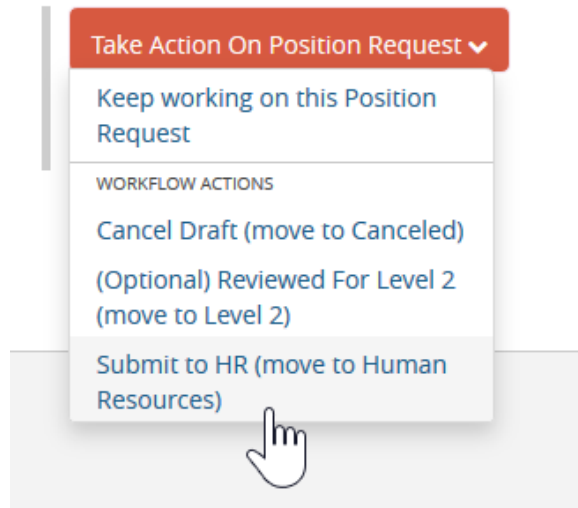 Take Action On Position Request
Keep working on this Position
Request
WORKFLOW ACTIONS
Cancel Draft (move to Canceled)
(Optional) Reviewed For Level 2
(move to Level 2)
Submit to HR (move to Human
Resources)